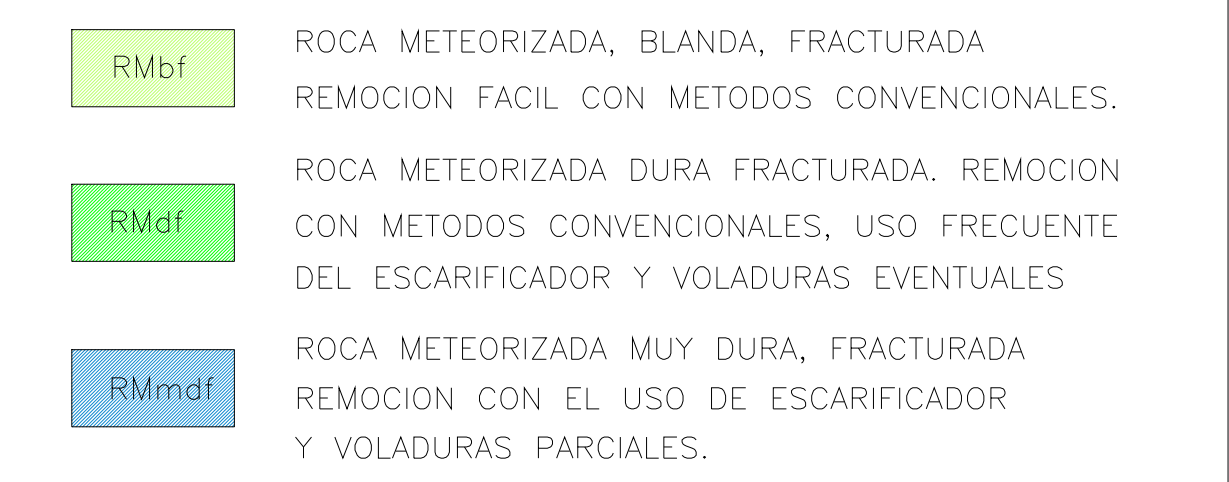 RMbf
ROCA METEORIZADA, BLANDA, FRACTURADA
REMOCION FACIL CON METODOS CONVENCIONALES.
RMdf
ROCA METEORIZADA DURA FRACTURADA. REMOCION
CON METODOS CONVENCIONALES, USO FRECUENTE
DEL ESCARIFICADOR Y VOLADURAS EVENTUALES
RMmdf
ROCA METEORIZADA MUY DURA, FRACTURADA
REMOCION CON EL USO DE ESCARIFICADOR
Y VOLADURAS PARCIALES.